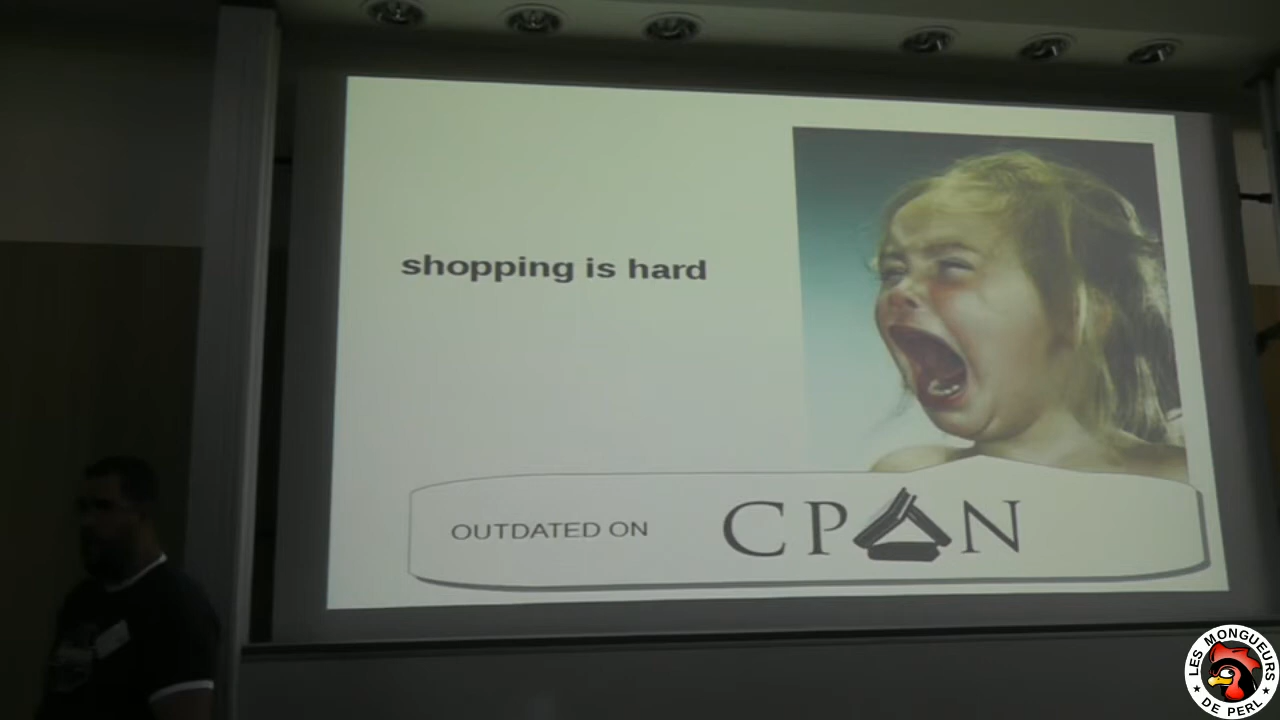 shopping is hard
OUTDATED ON CPAN
LES MONGUEURS
DE PERL